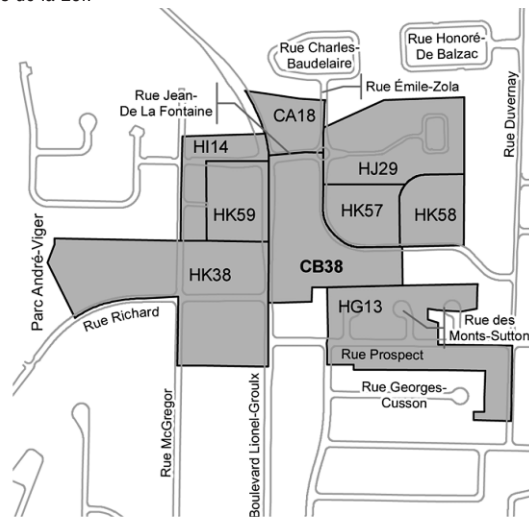 Rue Charles-
Baudelaire
Rue Honoré-
De Balzac
Rue Jean-
De La Fontaine
Rue Émile-Zola
Rue Duvernay
CA18
HI14
HJ29
HK59
HK57
HK58
Parc André-Viger
HK38
CB38
HG13
Rue Richard
Rue des
Monts-Sutton
Rue Prospect
Rue Georges-
Cusson
Rue McGregor
Boulevard Lionel-Groulx